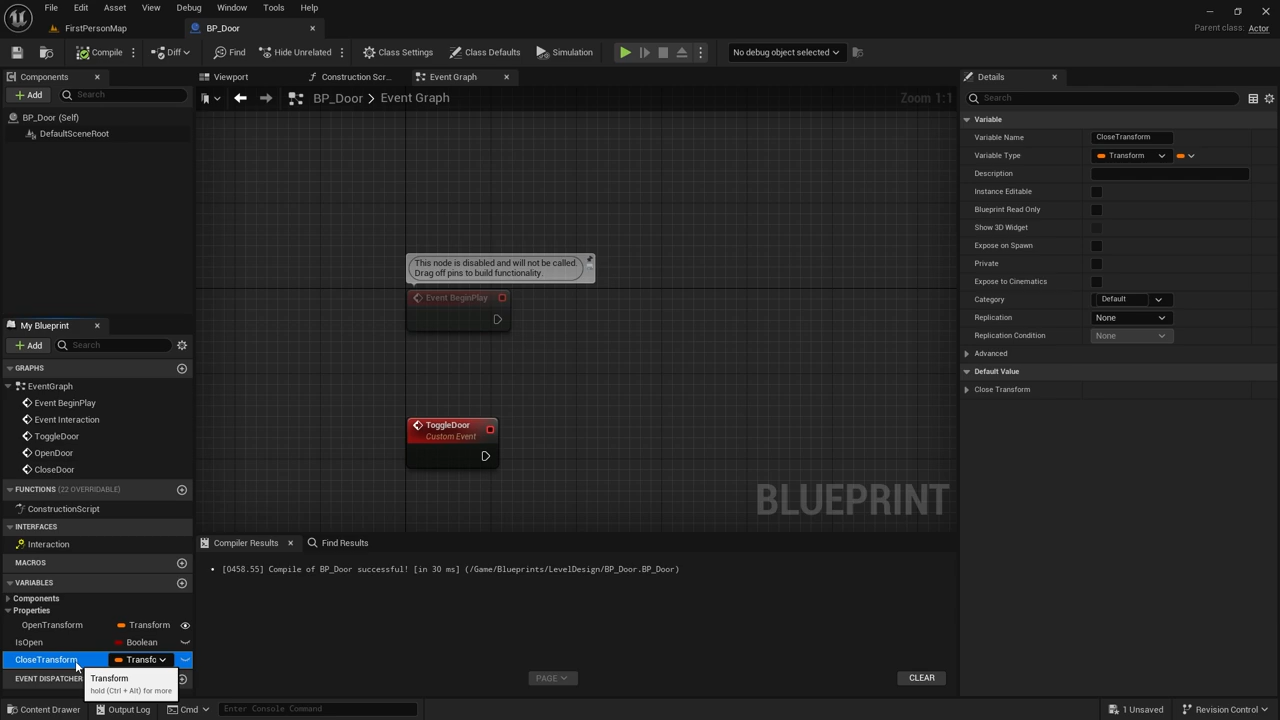 File Edit Asset View Debug Window Tools Help
FirstPersonMap
BP_Door
Parent class: Actor
Compile
Diff
Find
Hide Unrelated
Class Settings
Class Defaults
Simulation
No debug object selected
Components
Add
Search
BP_Door (Self)
DefaultSceneRoot
My Blueprint
Add
Search
GRAPHS
EventGraph
Event BeginPlay
Event Interaction
ToggleDoor
OpenDoor
CloseDoor
FUNCTIONS (22 OVERRIDABLE)
ConstructionScript
INTERFACES
Interaction
MACROS
VARIABLES
Components
Properties
OpenTransform Transform
IsOpen Boolean
CloseTransform Transfo
EVENT DISPATCHER
Transform
hold (Ctrl + Alt) for more
Viewport
Construction Scr...
Event Graph
BP_Door > Event Graph
Zoom 1:1
This node is disabled and will not be called.
Drag off pins to build functionality.
Event BeginPlay
ToggleDoor
Custom Event
BLUEPRINT
Compiler Results
Find Results
[0458.55] Compile of BP_Door successful! [in 30 ms] (/Game/Blueprints/LevelDesign/BP_Door.BP_Door)
PAGE
CLEAR
Details
Search
Variable
Variable Name CloseTransform
Variable Type Transform
Description
Instance Editable
Blueprint Read Only
Show 3D Widget
Expose on Spawn
Private
Expose to Cinematics
Category Default
Replication None
Replication Condition None
Advanced
Default Value
Close Transform
Content Drawer
Output Log
Cmd
Enter Console Command
1 Unsaved
Revision Control